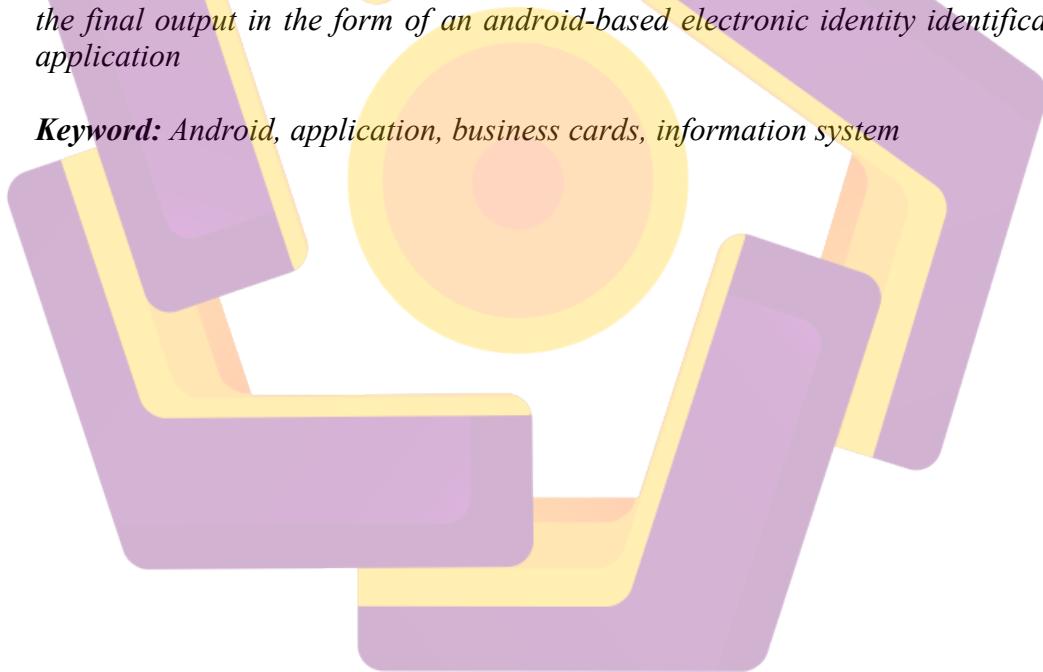 the final output in the form of an android-based electronic identity
application
Keyword: Android, application, business cards, information system